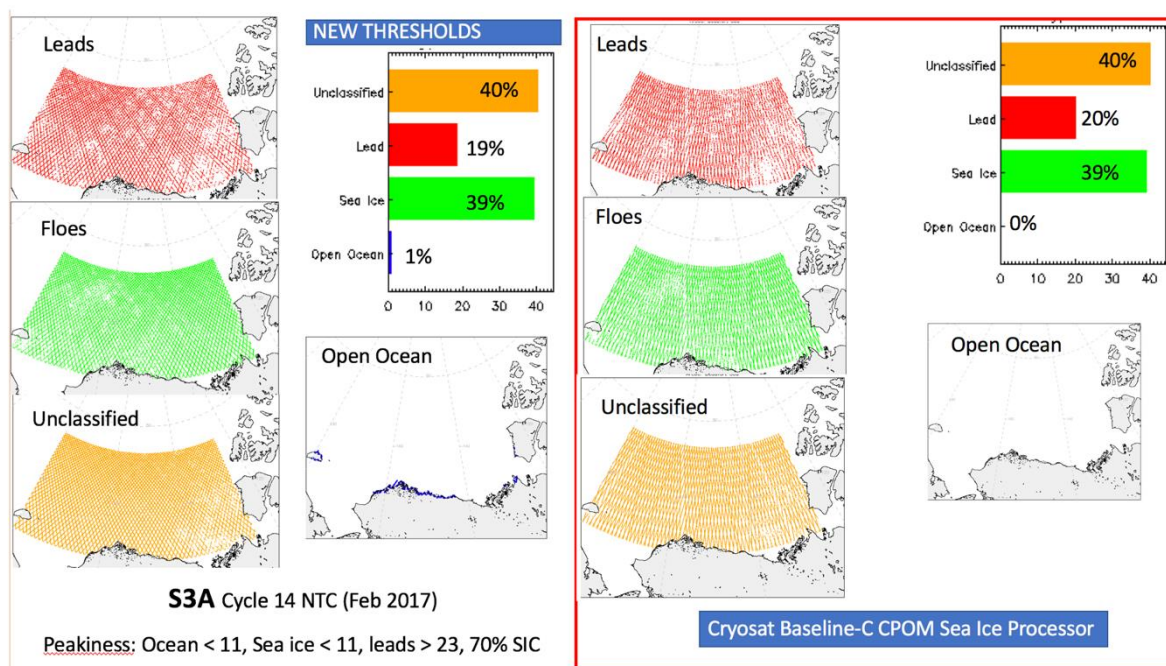 Leads
NEW THRESHOLDS
Unclassified
40%
Lead
19%
Sea Ice
39%
Open Ocean
1%
0 10 20 30 40
Floes
Open Ocean
Unclassified
S3A Cycle 14 NTC (Feb 2017)
Peakiness: Ocean < 11, Sea ice < 11, leads > 23, 70% SIC
Leads
Unclassified
40%
Lead
20%
Sea Ice
39%
Open Ocean
0%
0 10 20 30 40
Floes
Open Ocean
Unclassified
Cryosat Baseline-C CPOM Sea Ice Processor